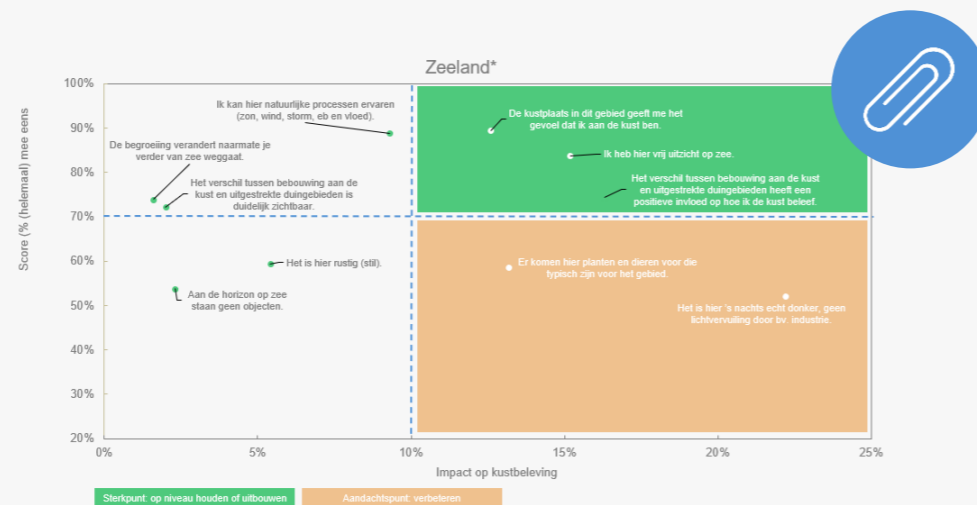 Zeeland*
Score (% (helemaal) mee eens
100%
90%
80%
70%
60%
50%
40%
30%
20%
Ik kan hier natuurlijke processen ervaren
(zon, wind, storm, eb en vloed).
De begroeiing verandert naarmate je
verder van zee weggaat.
Het verschil tussen bebouwing aan de
kust en uitgestrekte duingebieden is
duidelijk zichtbaar.
Het is hier rustig (stil).
Aan de horizon op zee
staan geen objecten.
De kustplaats in dit gebied geeft me het
gevoel dat ik aan de kust ben.
Ik heb hier vrij uitzicht op zee.
Het verschil tussen bebouwing aan de kust
en uitgestrekte duingebieden heeft een
positieve invloed op hoe ik de kust beleef.
Er komen hier planten en dieren voor die
typisch zijn voor het gebied.
Het is hier 's nachts echt donker, geen
lichtvervuiling door bv. industrie.
0%
5%
10%
15%
20%
25%
Impact op kustbeleving
Sterkpunt: op niveau houden of uitbouwen
Aandachtspunt: verbeteren